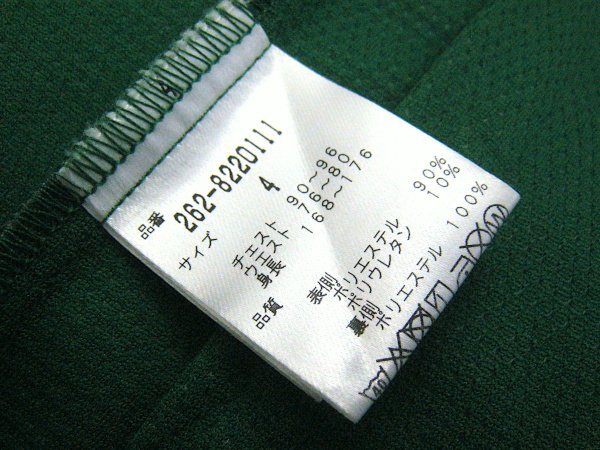 品番 262-8220111
サイズ 4
チェスト 90～96
ウエスト 76～80
身長 168～176
品質 表側
ポリエステル 90%
ポリウレタン 10%
裏側
ポリエステル 100%
40